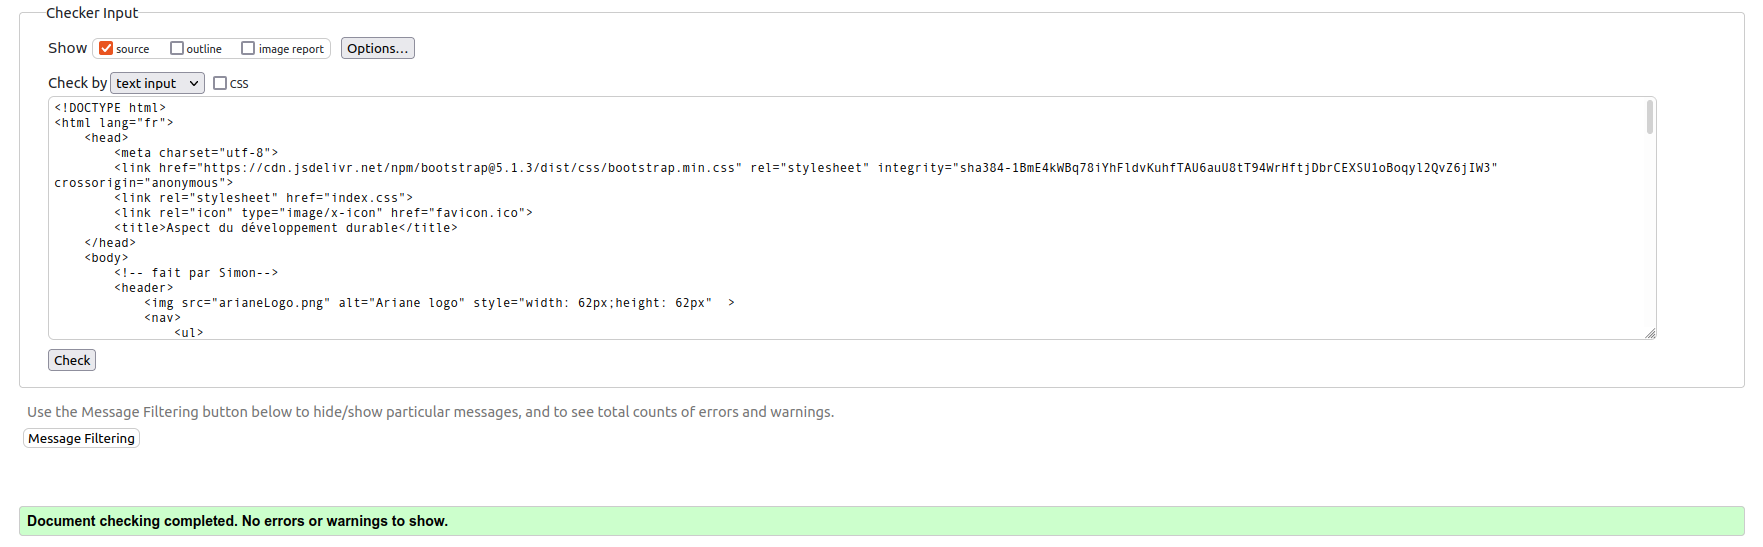 Checker Input
Show source outline image report Options...
Check by text input css
<!DOCTYPE html>
<html lang="fr">
<head>
<meta charset="utf-8">
<link href="https://cdn.jsdelivr.net/npm/bootstrap@5.1.3/dist/css/bootstrap.min.css" rel="stylesheet" integrity="sha384-1BmE4kWBq78iYhFldvKuhfTAU6auU8tT94WrHftjDbrCEXSU1oBoqyl2QvZ6jIW3"
crossorigin="anonymous">
<link rel="stylesheet" href="index.css">
<link rel="icon" type="image/x-icon" href="favicon.ico">
<title>Aspect du développement durable</title>
</head>
<body>
<!-- fait par Simon-->
<header>
<img src="arianeLogo.png" alt="Ariane logo" style="width: 62px;height: 62px"  >
<nav>
<ul>
Check
Use the Message Filtering button below to hide/show particular messages, and to see total counts of errors and warnings.
Message Filtering
Document checking completed. No errors or warnings to show.